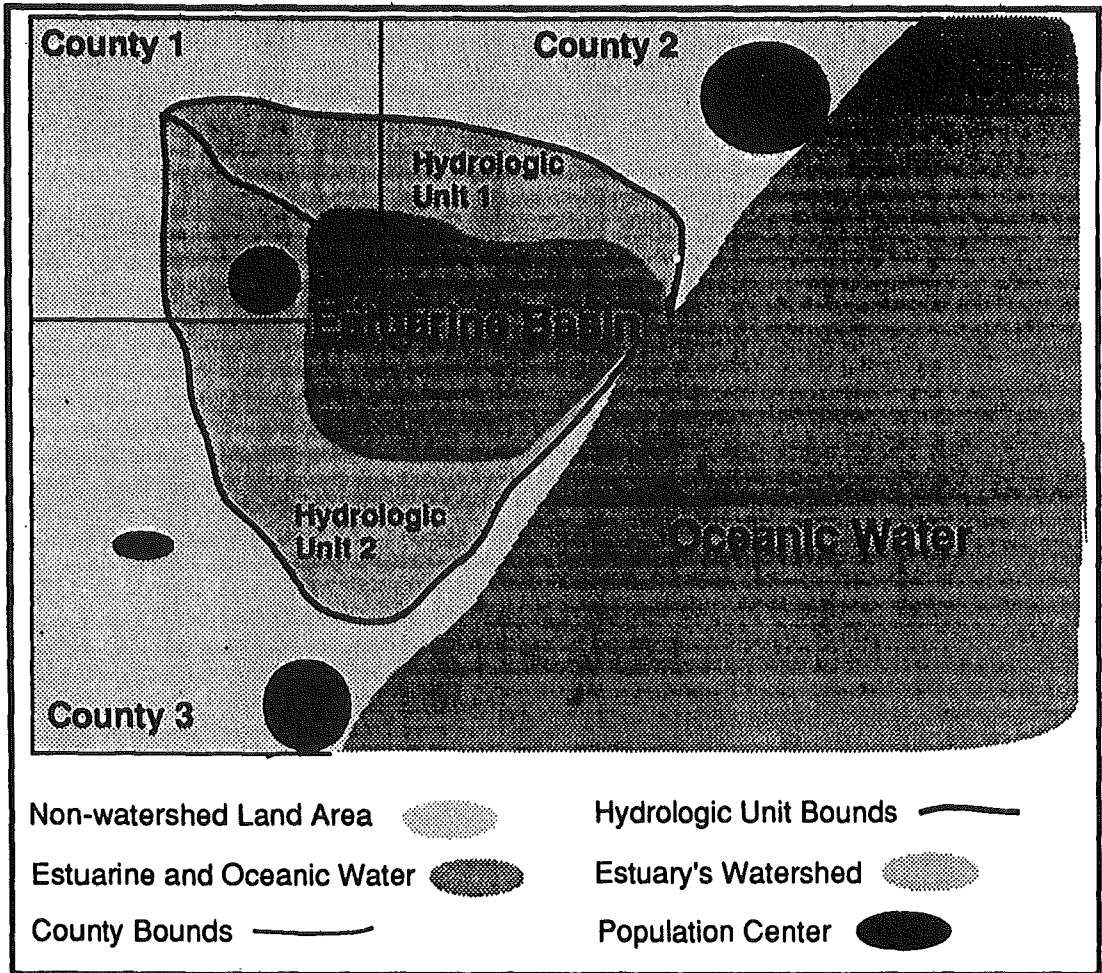 County 1
County 2
Hydrologic
Unit 1
Estuarine Basin
Hydrologic
Unit 2
Oceanic Water
County 3
Non-watershed Land Area
Hydrologic Unit Bounds
Estuarine and Oceanic Water
Estuary's Watershed
County Bounds
Population Center